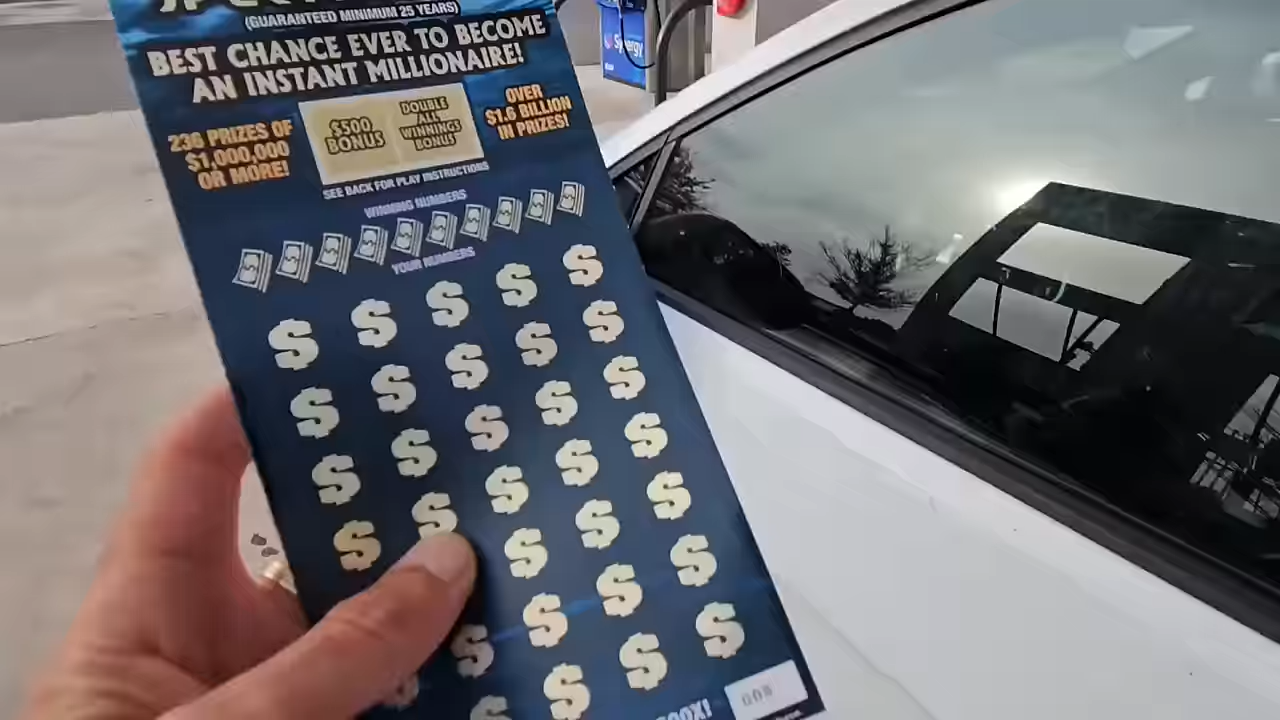 (GUARANTEED MINIMUM 25 YEARS)
BEST CHANCE EVER TO BECOME
AN INSTANT MILLIONAIRE!
236 PRIZES OF
$1,000,000
OR MORE!
$500
BONUS
DOUBLE
ALL
WINNINGS
BONUS
OVER
$1.6 BILLION
IN PRIZES!
SEE BACK FOR PLAY INSTRUCTIONS
WINNING NUMBERS
YOUR NUMBERS
008
Synergy